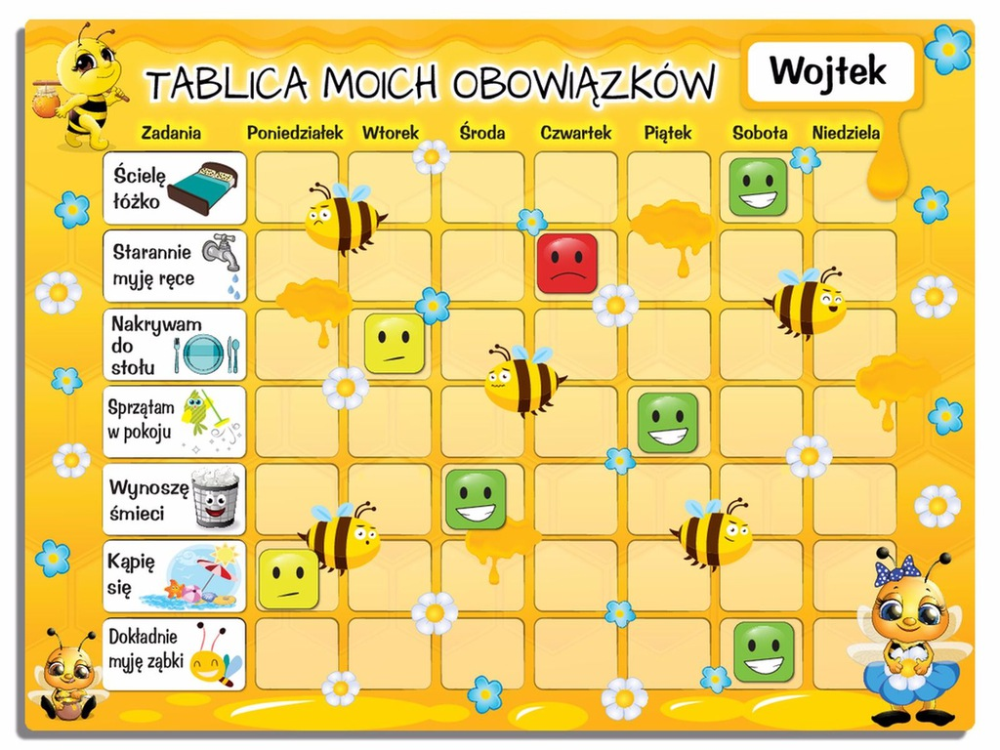 TABLICA MOICH OBOWIĄZKÓW
Wojtek
Zadania Poniedziałek Wtorek Środa Czwartek Piątek Sobota Niedziela
Ścielę
łóżko
Starannie
myję ręce
Nakrywam
do
stołu
Sprzątam
w pokoju
Wynoszę
śmieci
Kąpię
się
Dokładnie
myję ząbki